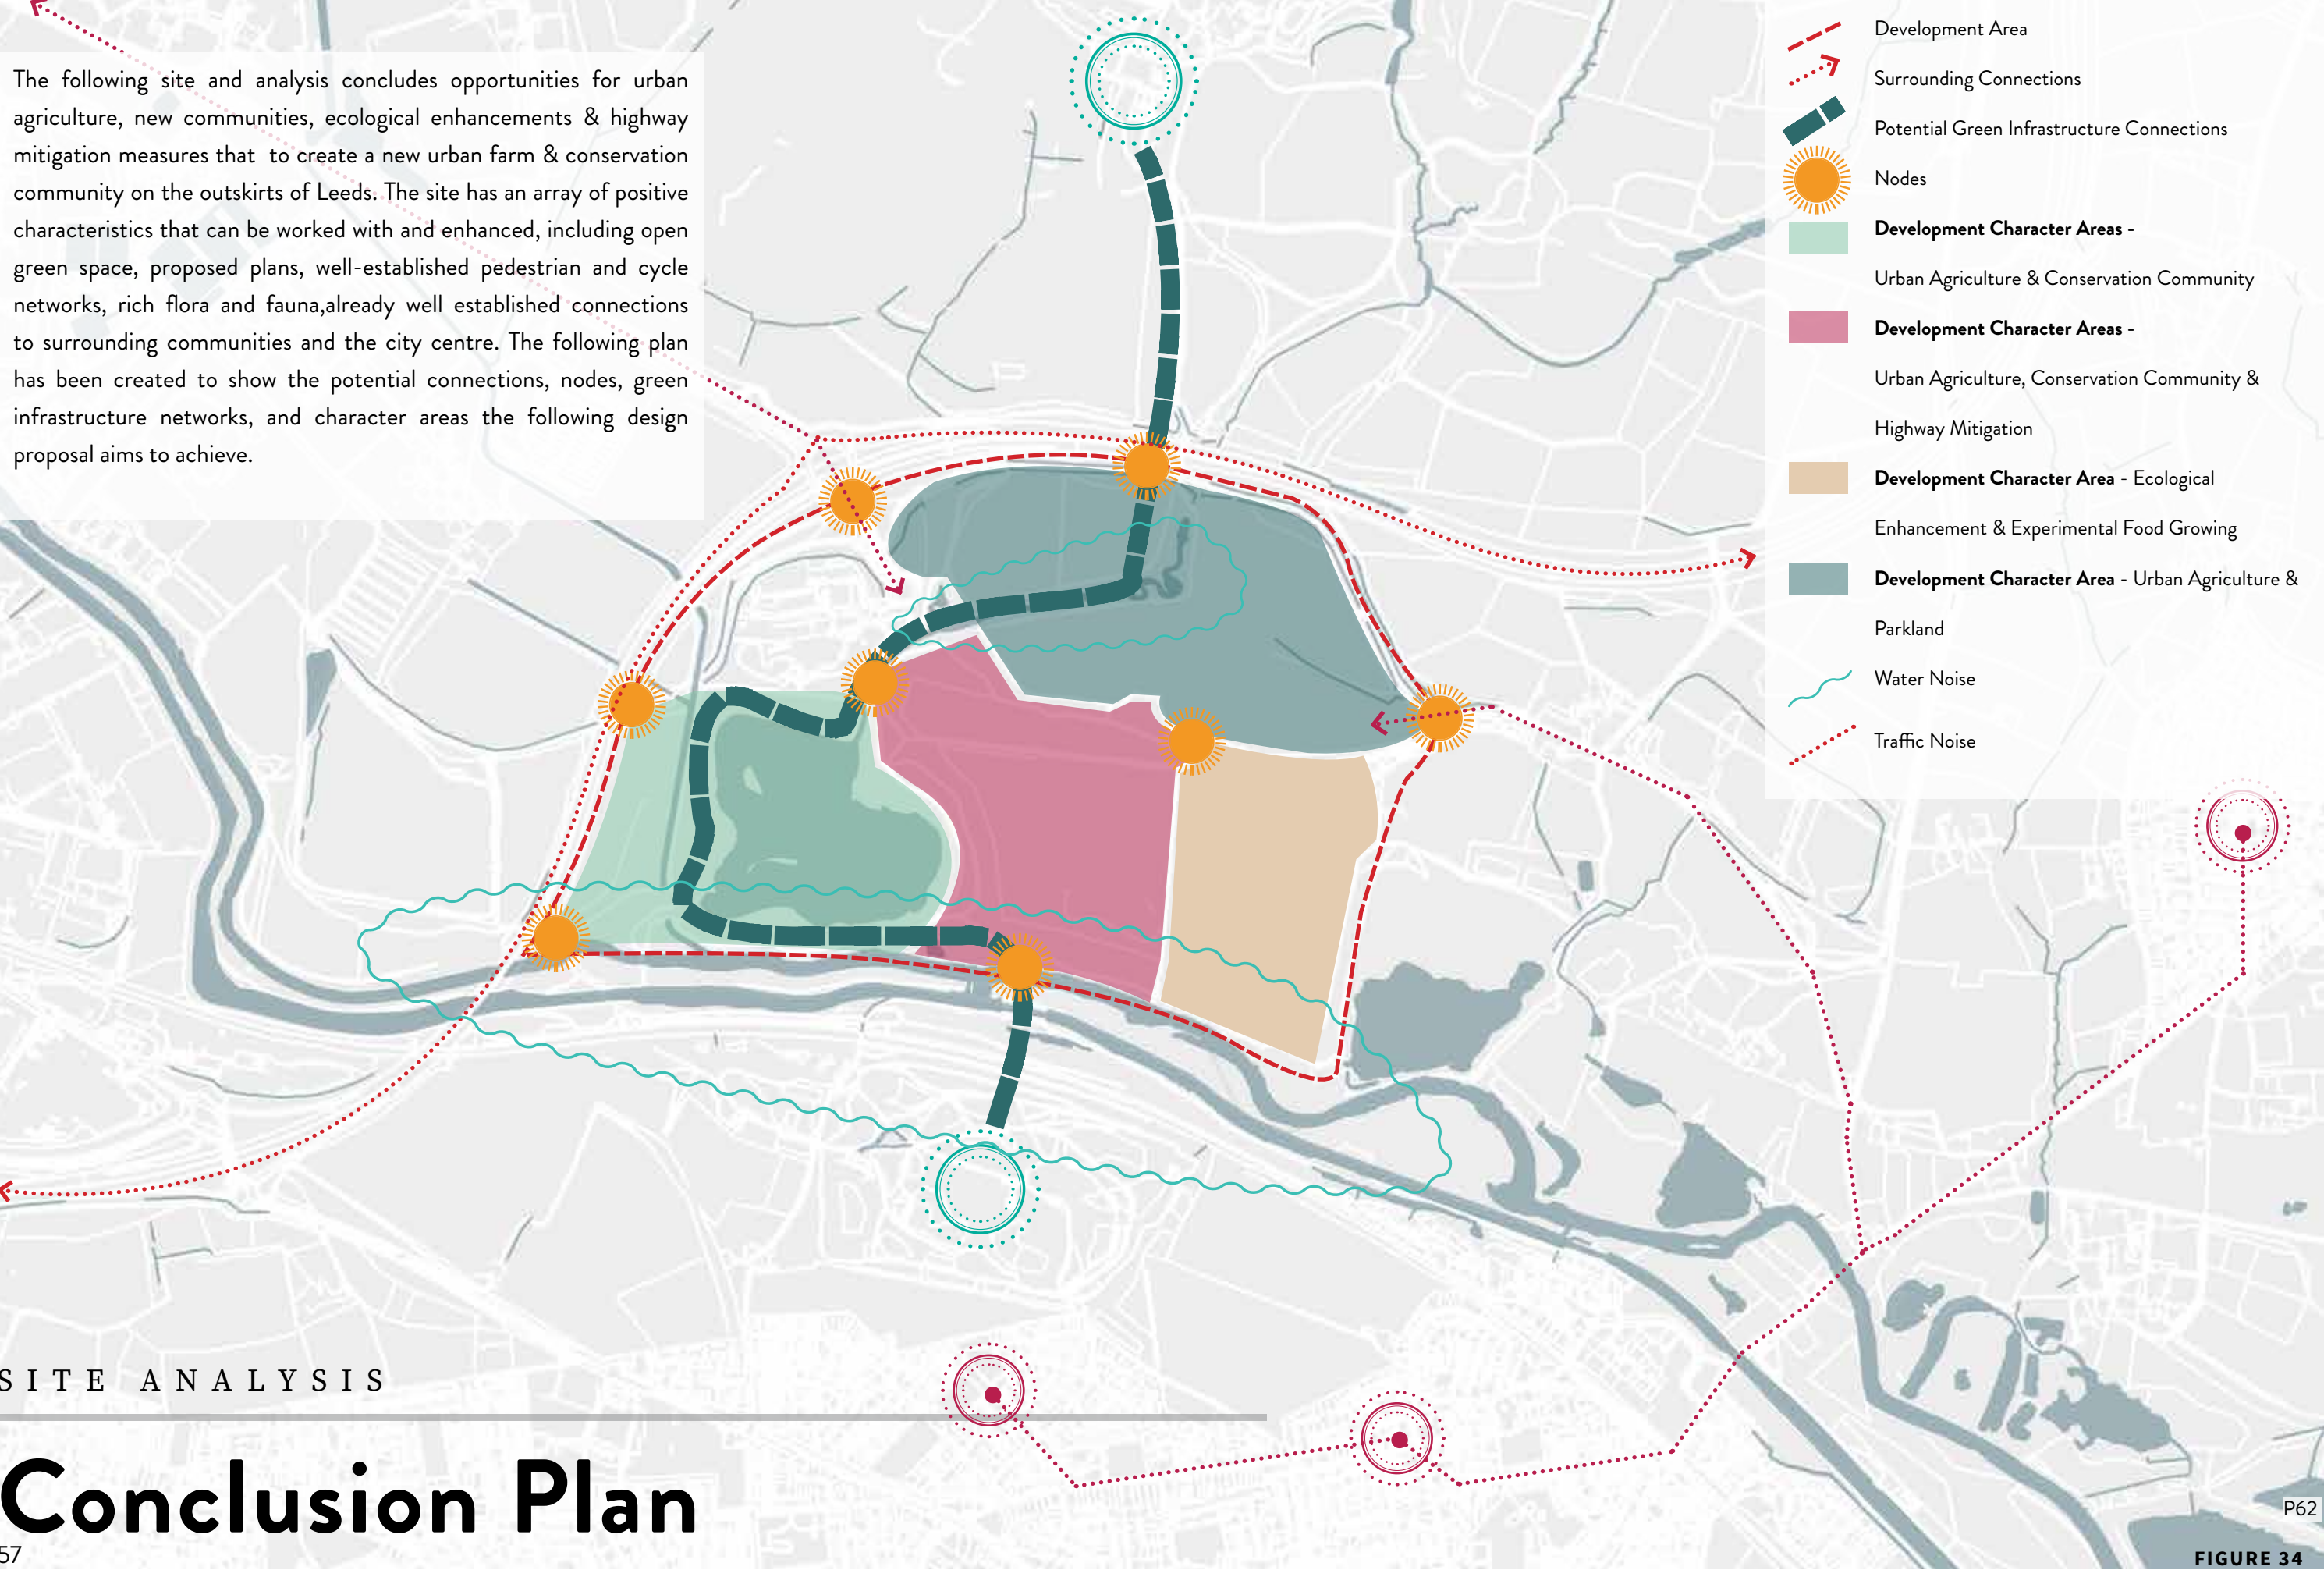 The following site and analysis concludes opportunities for urban
agriculture, new communities, ecological enhancements & highway
mitigation measures that  to create a new urban farm & conservation
community on the outskirts of Leeds. The site has an array of positive
characteristics that can be worked with and enhanced, including open
green space, proposed plans, well-established pedestrian and cycle
networks, rich flora and fauna,already well established connections
to surrounding communities and the city centre. The following plan
has been created to show the potential connections, nodes, green
infrastructure networks, and character areas the following design
proposal aims to achieve.
Development Area
Surrounding Connections
Potential Green Infrastructure Connections
Nodes
Development Character Areas -
Urban Agriculture & Conservation Community
Development Character Areas -
Urban Agriculture, Conservation Community &
Highway Mitigation
Development Character Area - Ecological
Enhancement & Experimental Food Growing
Development Character Area - Urban Agriculture &
Parkland
Water Noise
Traffic Noise
SITE ANALYSIS
Conclusion Plan
57
P62
FIGURE 34